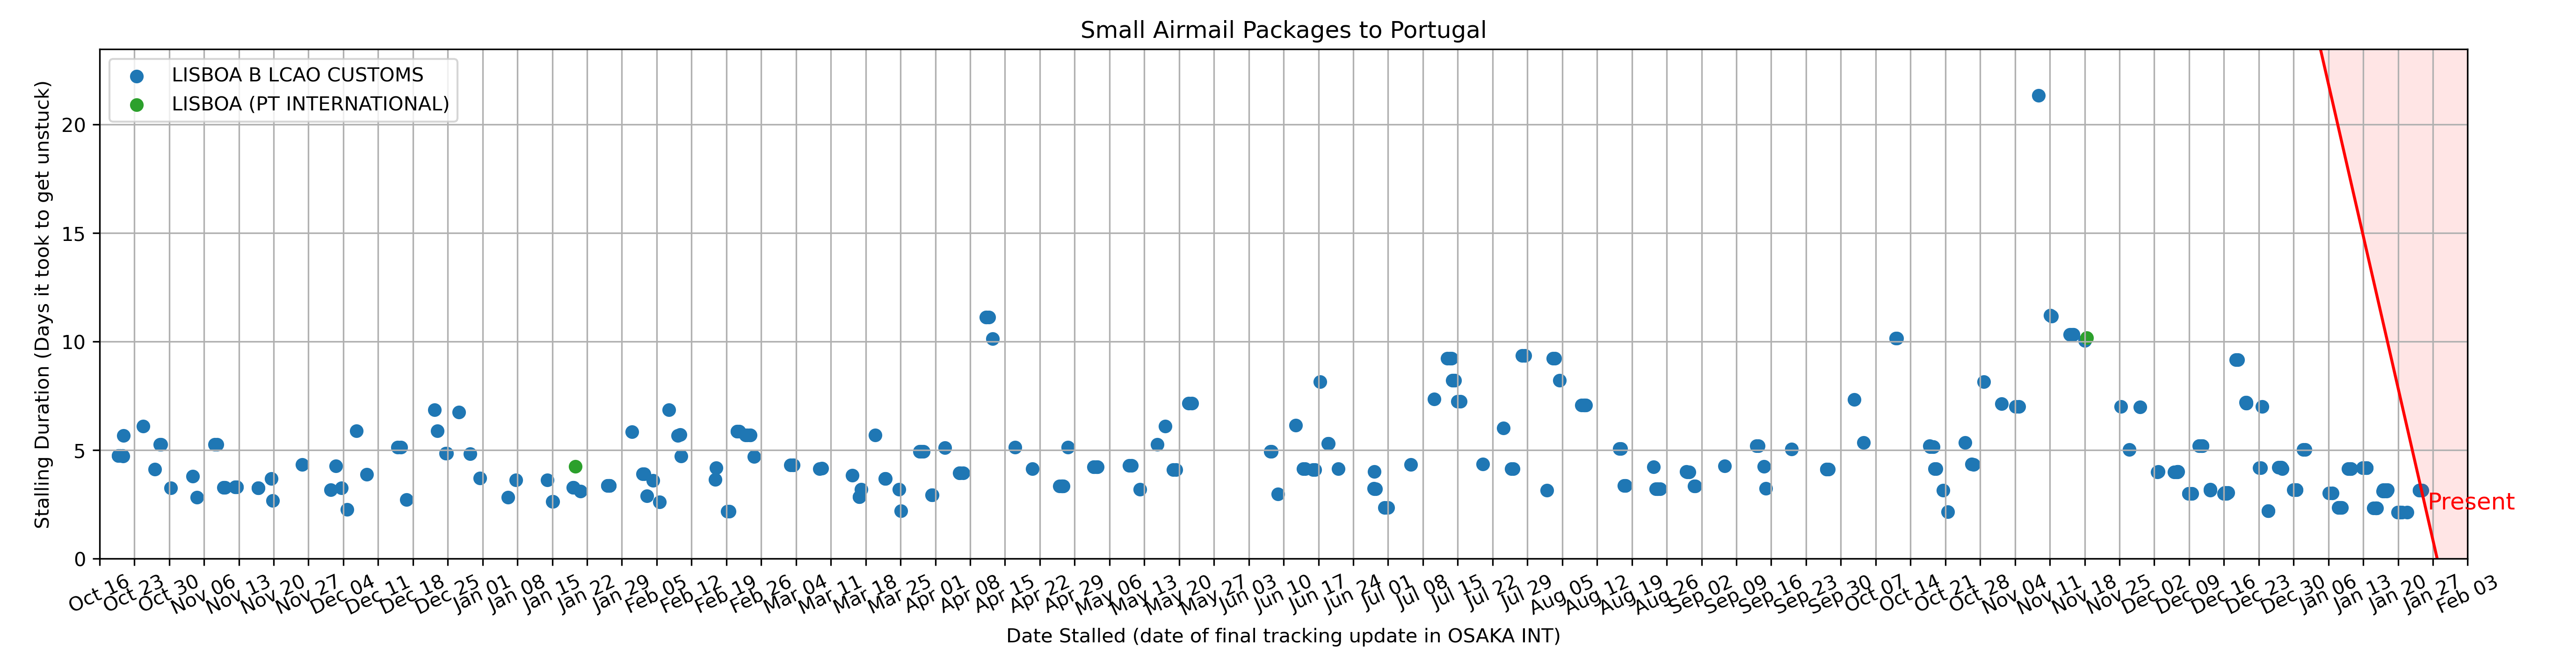 Small Airmail Packages to Portugal
LISBOA B LCAO CUSTOMS
LISBOA (PT INTERNATIONAL)
Stalling Duration (Days it took to get unstuck)
20
15
10
5
0
Present
Oct 16 Oct 23 Oct 30 Nov 06 Nov 13 Nov 20 Nov 27 Dec 04 Dec 11 Dec 18 Dec 25 Jan 01 Jan 08 Jan 15 Jan 22 Jan 29 Feb 05 Feb 12 Feb 19 Feb 26 Mar 04 Mar 11 Mar 18 Mar 25 Apr 01 Apr 08 Apr 15 Apr 22 Apr 29 May 06 May 13 May 20 May 27 Jun 03 Jun 10 Jun 17 Jun 24 Jul 01 Jul 08 Jul 15 Jul 22 Jul 29 Aug 05 Aug 12 Aug 19 Aug 26 Sep 02 Sep 09 Sep 16 Sep 23 Sep 30 Oct 07 Oct 14 Oct 21 Oct 28 Nov 04 Nov 11 Nov 18 Nov 25 Dec 02 Dec 09 Dec 16 Dec 23 Dec 30 Jan 06 Jan 13 Jan 20 Jan 27 Feb 03
Date Stalled (date of final tracking update in OSAKA INT)